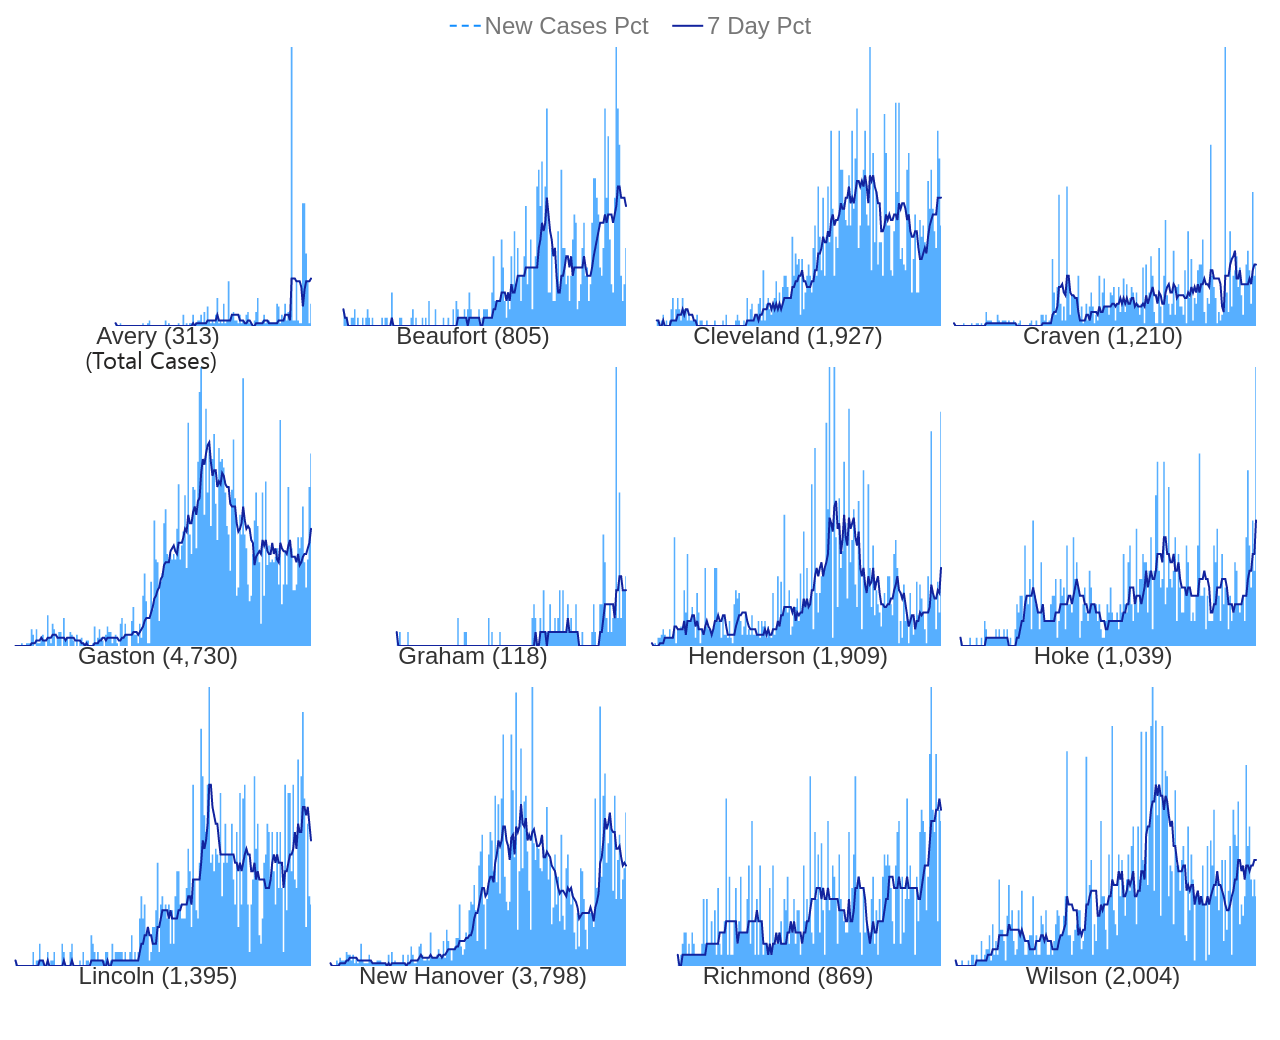 New Cases Pct 7 Day Pct
Avery (313) Beaufort (805) Cleveland (1,927) Craven (1,210)
(Total Cases)
Gaston (4,730) Graham (118) Henderson (1,909) Hoke (1,039)
Lincoln (1,395) New Hanover (3,798) Richmond (869) Wilson (2,004)